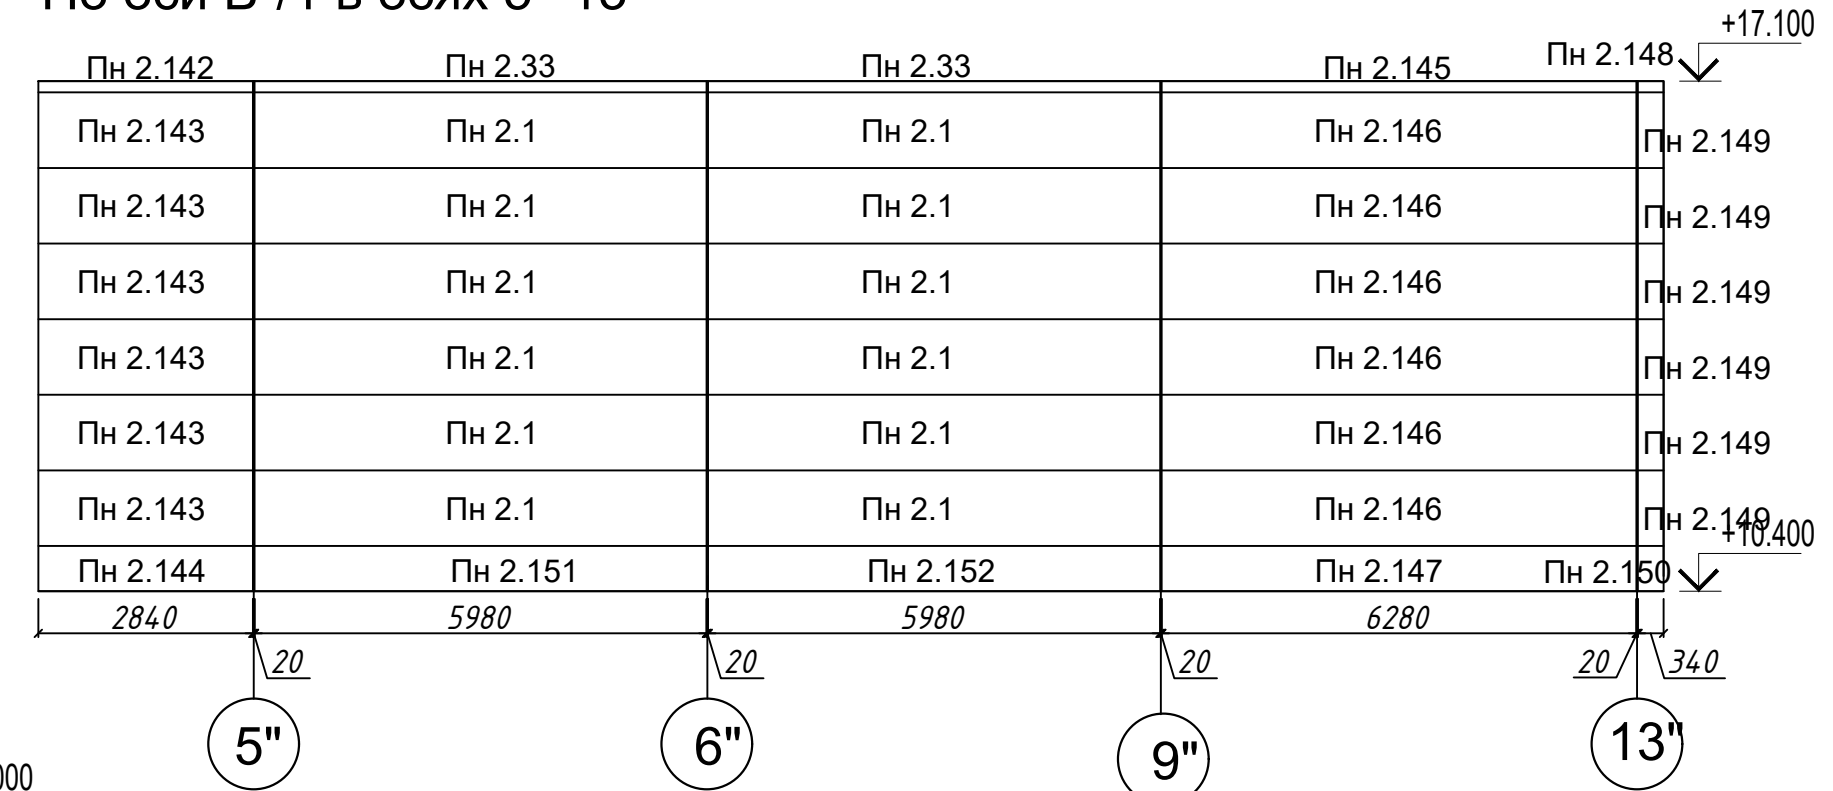 +17.100
Пн 2.142 Пн 2.33 Пн 2.33 Пн 2.145 Пн 2.148
Пн 2.143 Пн 2.1 Пн 2.1 Пн 2.146 Пн 2.149
Пн 2.143 Пн 2.1 Пн 2.1 Пн 2.146 Пн 2.149
Пн 2.143 Пн 2.1 Пн 2.1 Пн 2.146 Пн 2.149
Пн 2.143 Пн 2.1 Пн 2.1 Пн 2.146 Пн 2.149
Пн 2.143 Пн 2.1 Пн 2.1 Пн 2.146 Пн 2.149
Пн 2.143 Пн 2.1 Пн 2.1 Пн 2.146 Пн 2.149
+10.400
Пн 2.144 Пн 2.151 Пн 2.152 Пн 2.147 Пн 2.150
2840 5980 5980 6280
20 20 20 20 340
5" 6" 9" 13"